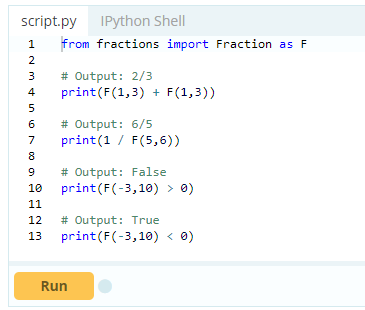 script.py IPython Shell
1 from fractions import Fraction as F
2
3 # Output: 2/3
4 print(F(1,3) + F(1,3))
5
6 # Output: 6/5
7 print(1 / F(5,6))
8
9 # Output: False
10 print(F(-3,10) > 0)
11
12 # Output: True
13 print(F(-3,10) < 0)
Run